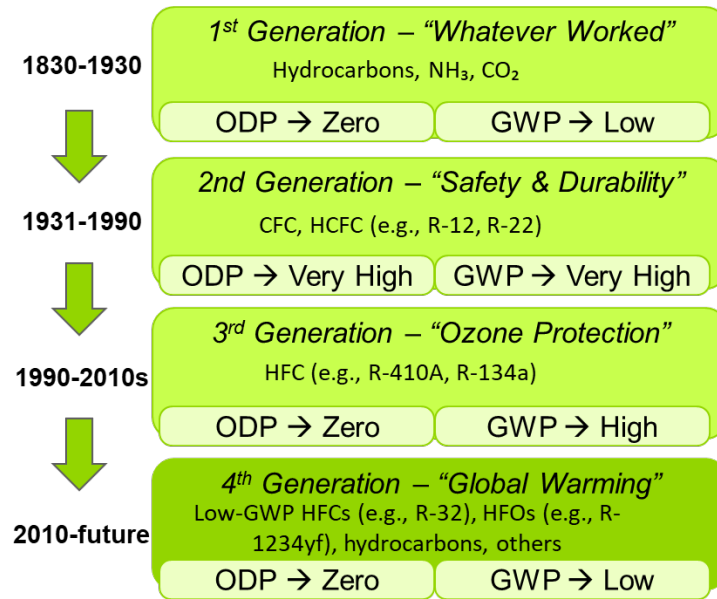 1st Generation – “Whatever Worked”
1830-1930
Hydrocarbons, NH₃, CO₂
ODP → Zero
GWP → Low
2nd Generation – “Safety & Durability”
1931-1990
CFC, HCFC (e.g., R-12, R-22)
ODP → Very High
GWP → Very High
3rd Generation – “Ozone Protection”
1990-2010s
HFC (e.g., R-410A, R-134a)
ODP → Zero
GWP → High
4th Generation – “Global Warming”
2010-future
Low-GWP HFCs (e.g., R-32), HFOs (e.g., R-
1234yf), hydrocarbons, others
ODP → Zero
GWP → Low